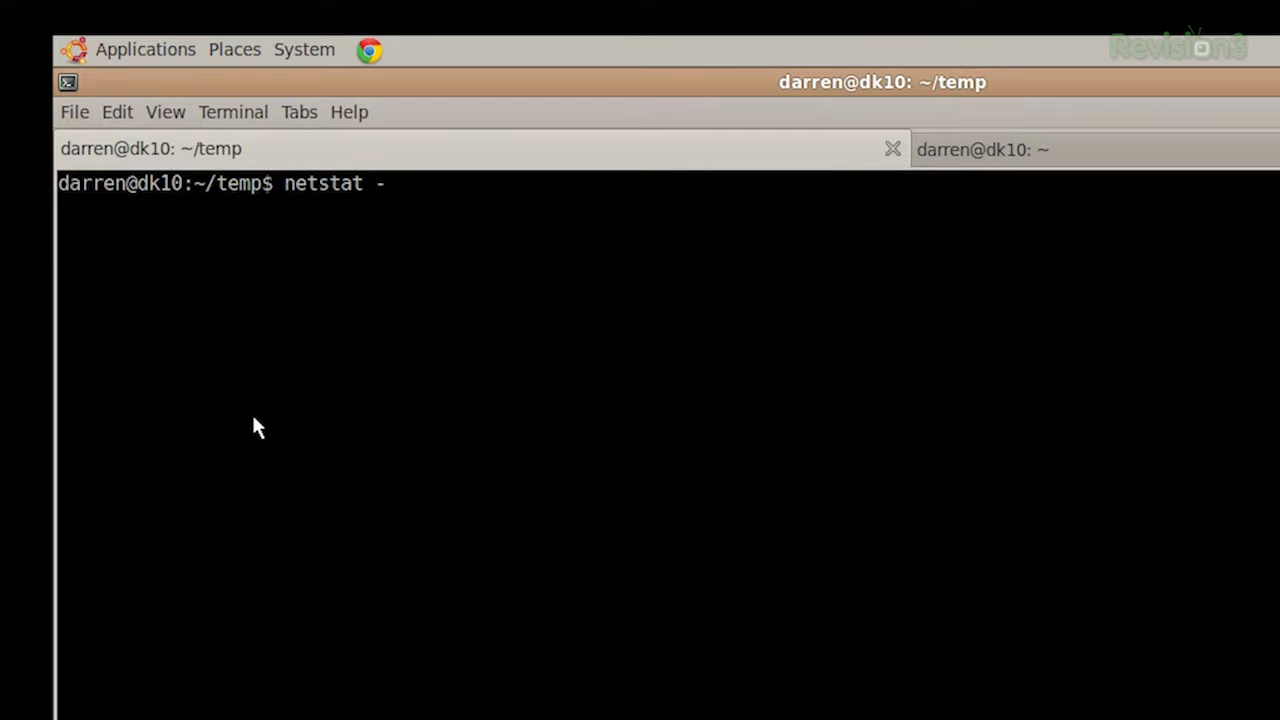 Revision3
Applications Places System
darren@dk10: ~/temp
File Edit View Terminal Tabs Help
darren@dk10: ~/temp darren@dk10: ~
darren@dk10:~/temp$ netstat -